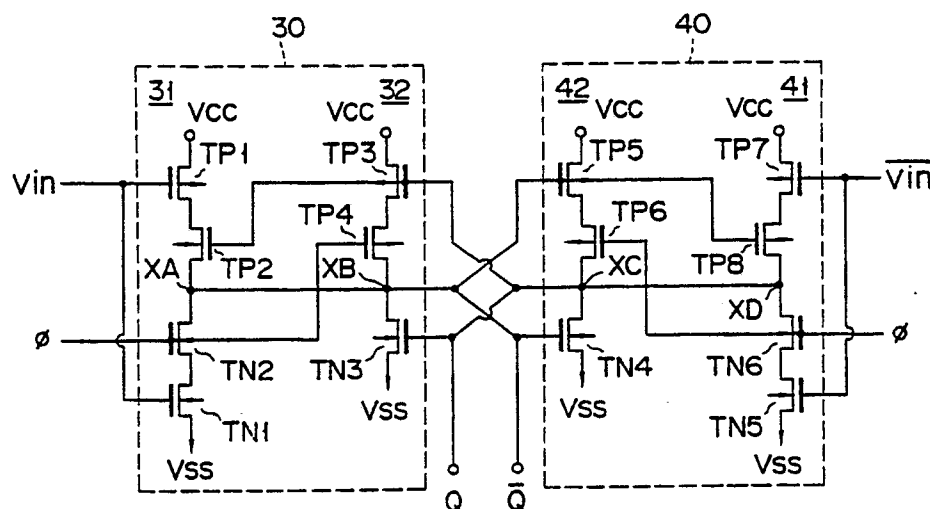 30
40
31
32
42
41
VCC
VCC
VCC
VCC
TP1
TP3
TP5
TP7
Vin
V̅i̅n̅
TP4
TP6
XA
TP2
XB
XC
TP8
XD
ø
ø
TN2
TN3
TN4
TN6
TN1
VSS
VSS
TN5
VSS
VSS
Q
Q̅